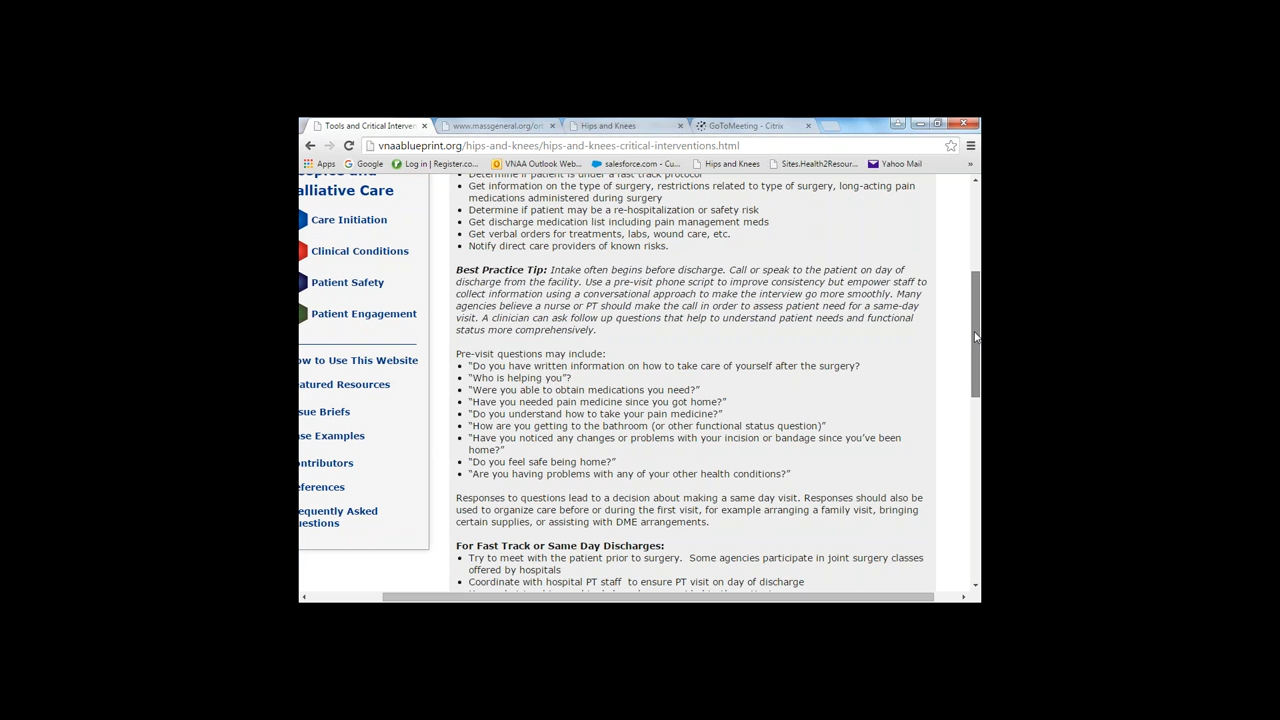 Tools and Critical Interven
www.massgeneral.org/ort
Hips and Knees
GoToMeeting - Citrix
vnaablueprint.org/hips-and-knees/hips-and-knees-critical-interventions.html
Apps
Google
Log in | Register.co...
VNAA Outlook Web...
salesforce.com - Cu...
Hips and Knees
Sites.Health2Resour...
Yahoo Mail
alliative Care
Care Initiation
Clinical Conditions
Patient Safety
Patient Engagement
ow to Use This Website
atured Resources
sue Briefs
se Examples
ntributors
ferences
equently Asked
uestions
• Determine if patient is under a fast track protocol
• Get information on the type of surgery, restrictions related to type of surgery, long-acting pain
medications administered during surgery
• Determine if patient may be a re-hospitalization or safety risk
• Get discharge medication list including pain management meds
• Get verbal orders for treatments, labs, wound care, etc.
• Notify direct care providers of known risks.
Best Practice Tip: Intake often begins before discharge. Call or speak to the patient on day of
discharge from the facility. Use a pre-visit phone script to improve consistency but empower staff to
collect information using a conversational approach to make the interview go more smoothly. Many
agencies believe a nurse or PT should make the call in order to assess patient need for a same-day
visit. A clinician can ask follow up questions that help to understand patient needs and functional
status more comprehensively.
Pre-visit questions may include:
• “Do you have written information on how to take care of yourself after the surgery?
• “Who is helping you”?
• “Were you able to obtain medications you need?”
• “Have you needed pain medicine since you got home?”
• “Do you understand how to take your pain medicine?”
• “How are you getting to the bathroom (or other functional status question)”
• “Have you noticed any changes or problems with your incision or bandage since you’ve been
home?”
• “Do you feel safe being home?”
• “Are you having problems with any of your other health conditions?”
Responses to questions lead to a decision about making a same day visit. Responses should also be
used to organize care before or during the first visit, for example arranging a family visit, bringing
certain supplies, or assisting with DME arrangements.
For Fast Track or Same Day Discharges:
• Try to meet with the patient prior to surgery.  Some agencies participate in joint surgery classes
offered by hospitals
• Coordinate with hospital PT staff  to ensure PT visit on day of discharge